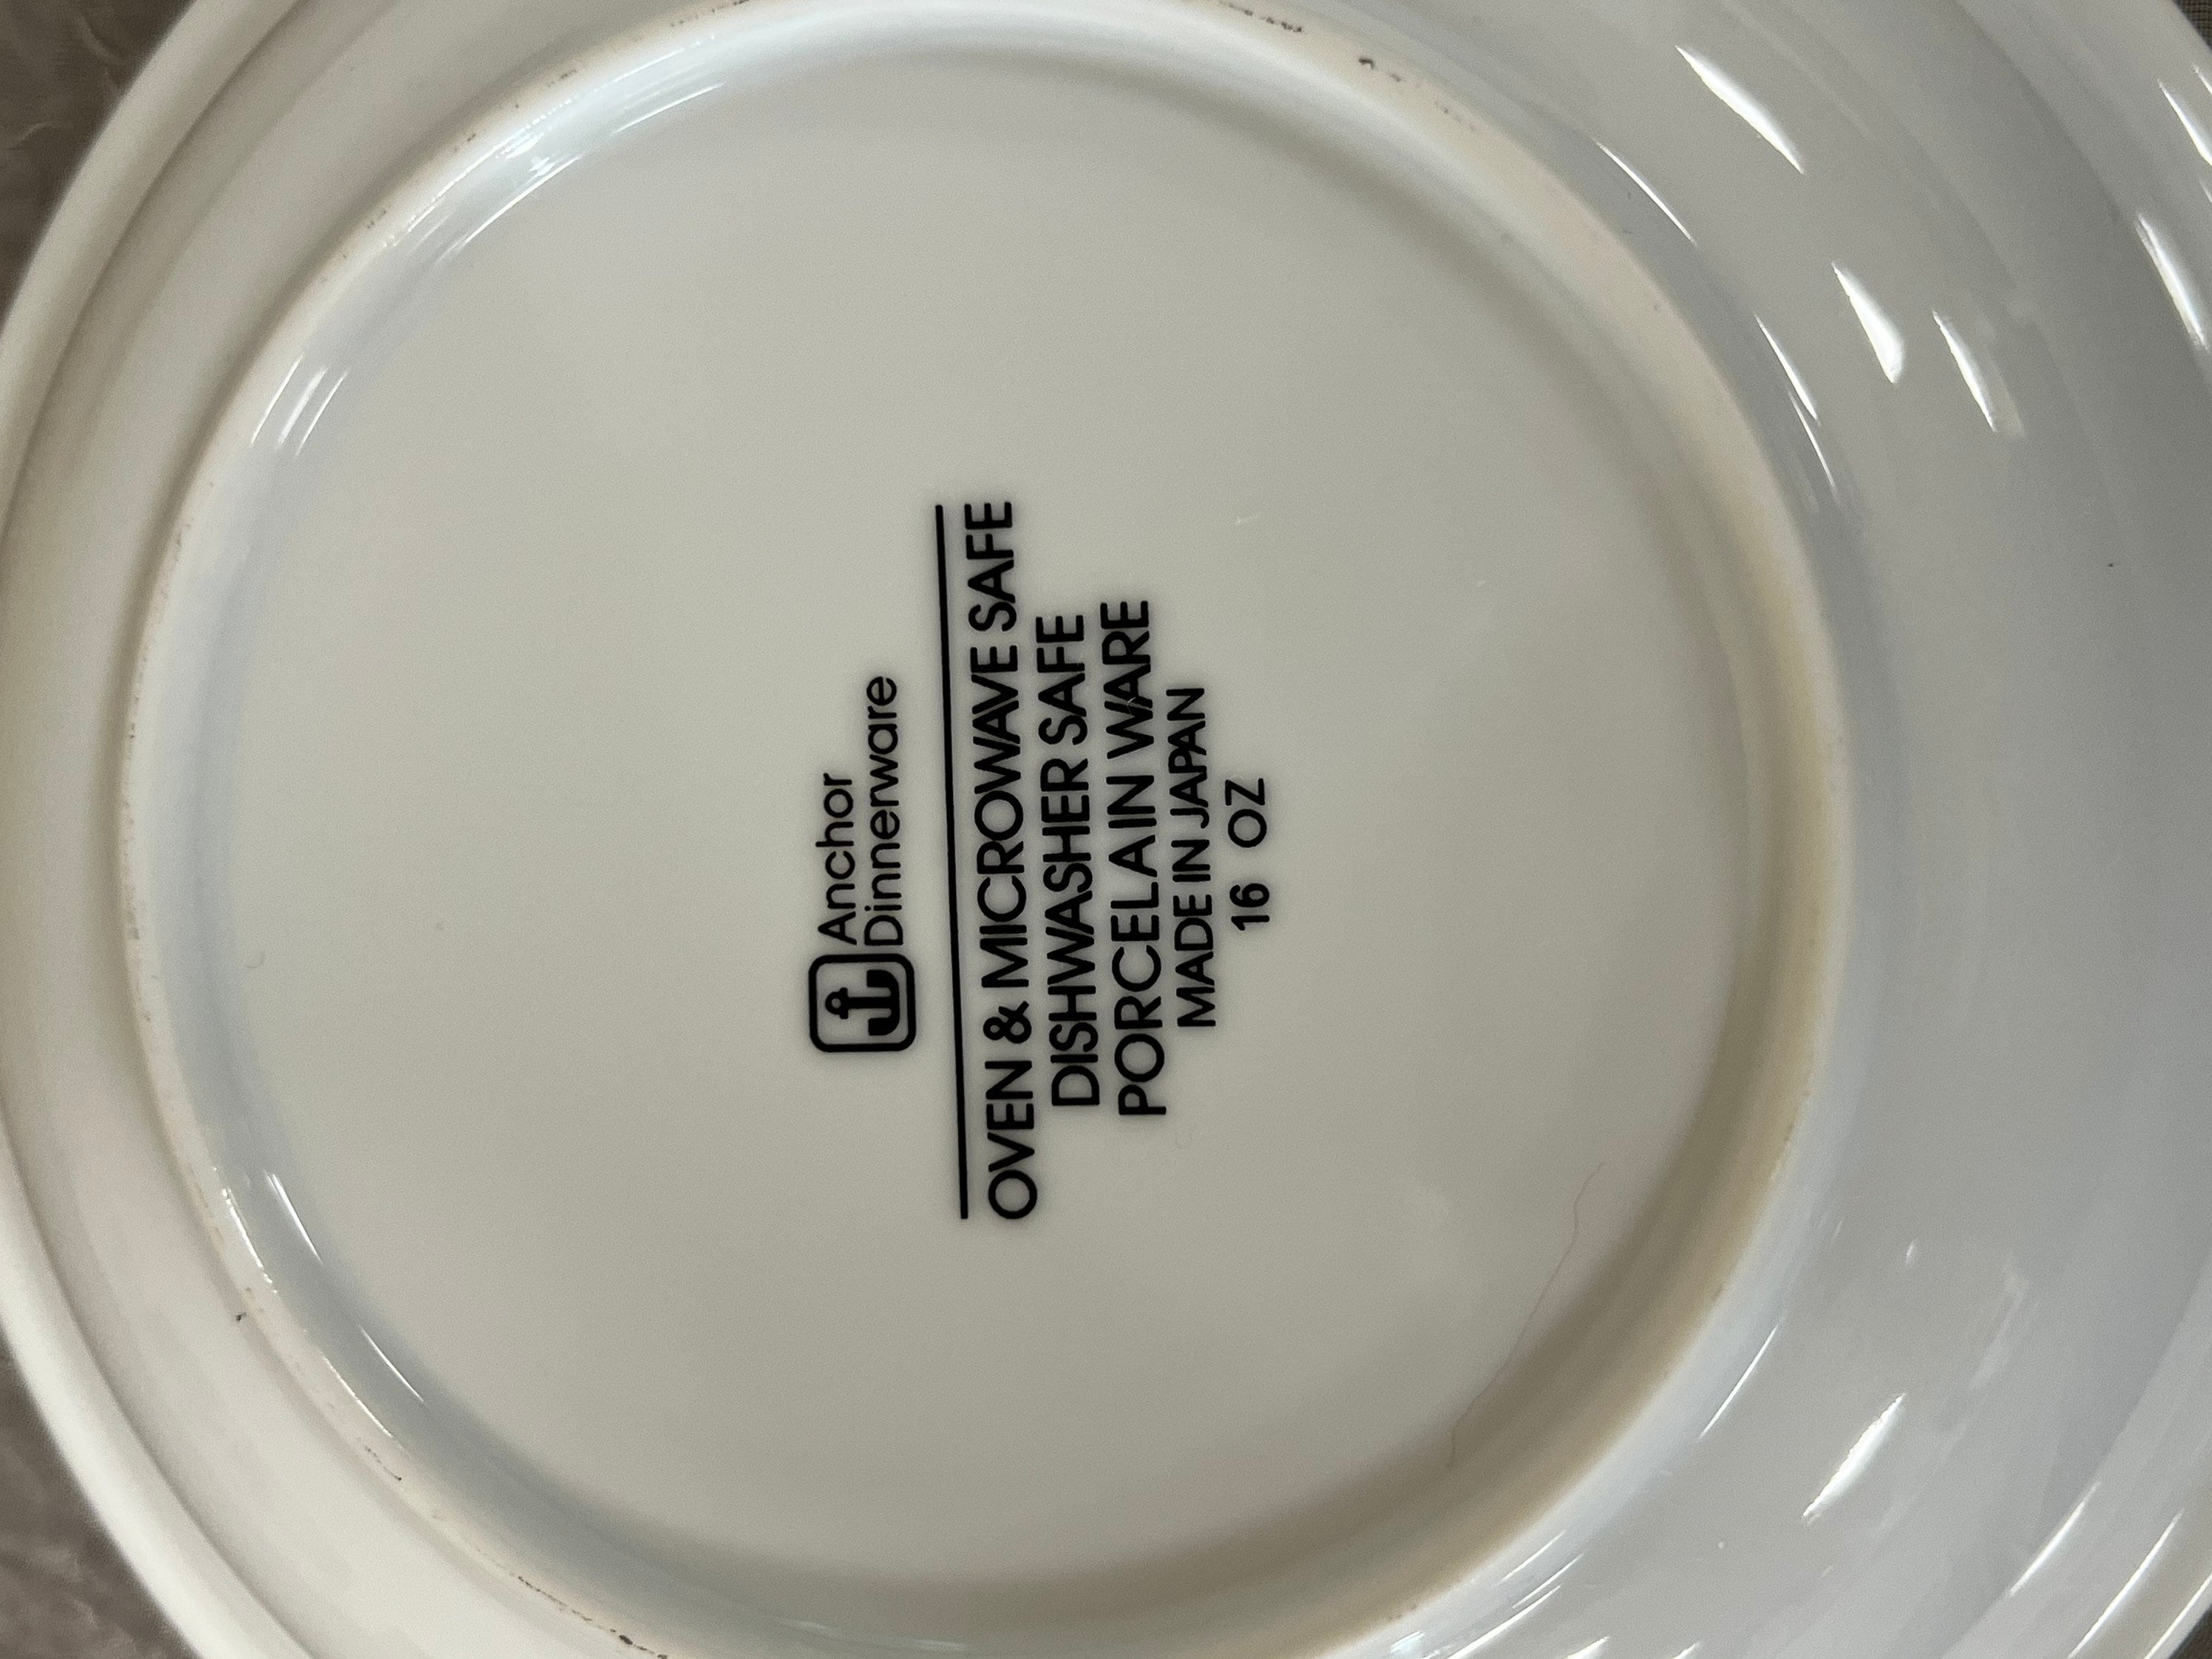 Anchor
Dinnerware
OVEN & MICROWAVE SAFE
DISHWASHER SAFE
PORCELAIN WARE
MADE IN JAPAN
16 OZ